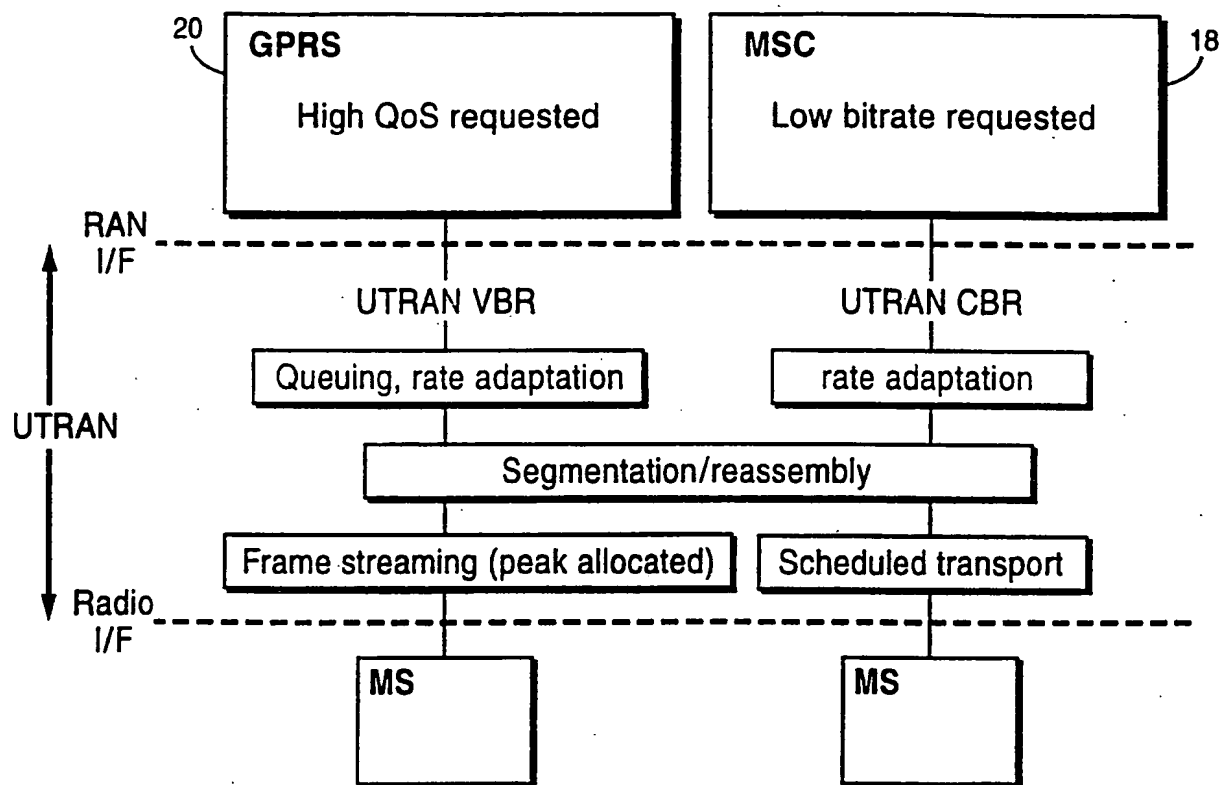 20
GPRS
High QoS requested
MSC
Low bitrate requested
18
RAN
I/F
UTRAN VBR
UTRAN CBR
Queuing, rate adaptation
rate adaptation
UTRAN
Segmentation/reassembly
Frame streaming (peak allocated)
Scheduled transport
Radio
I/F
MS
MS